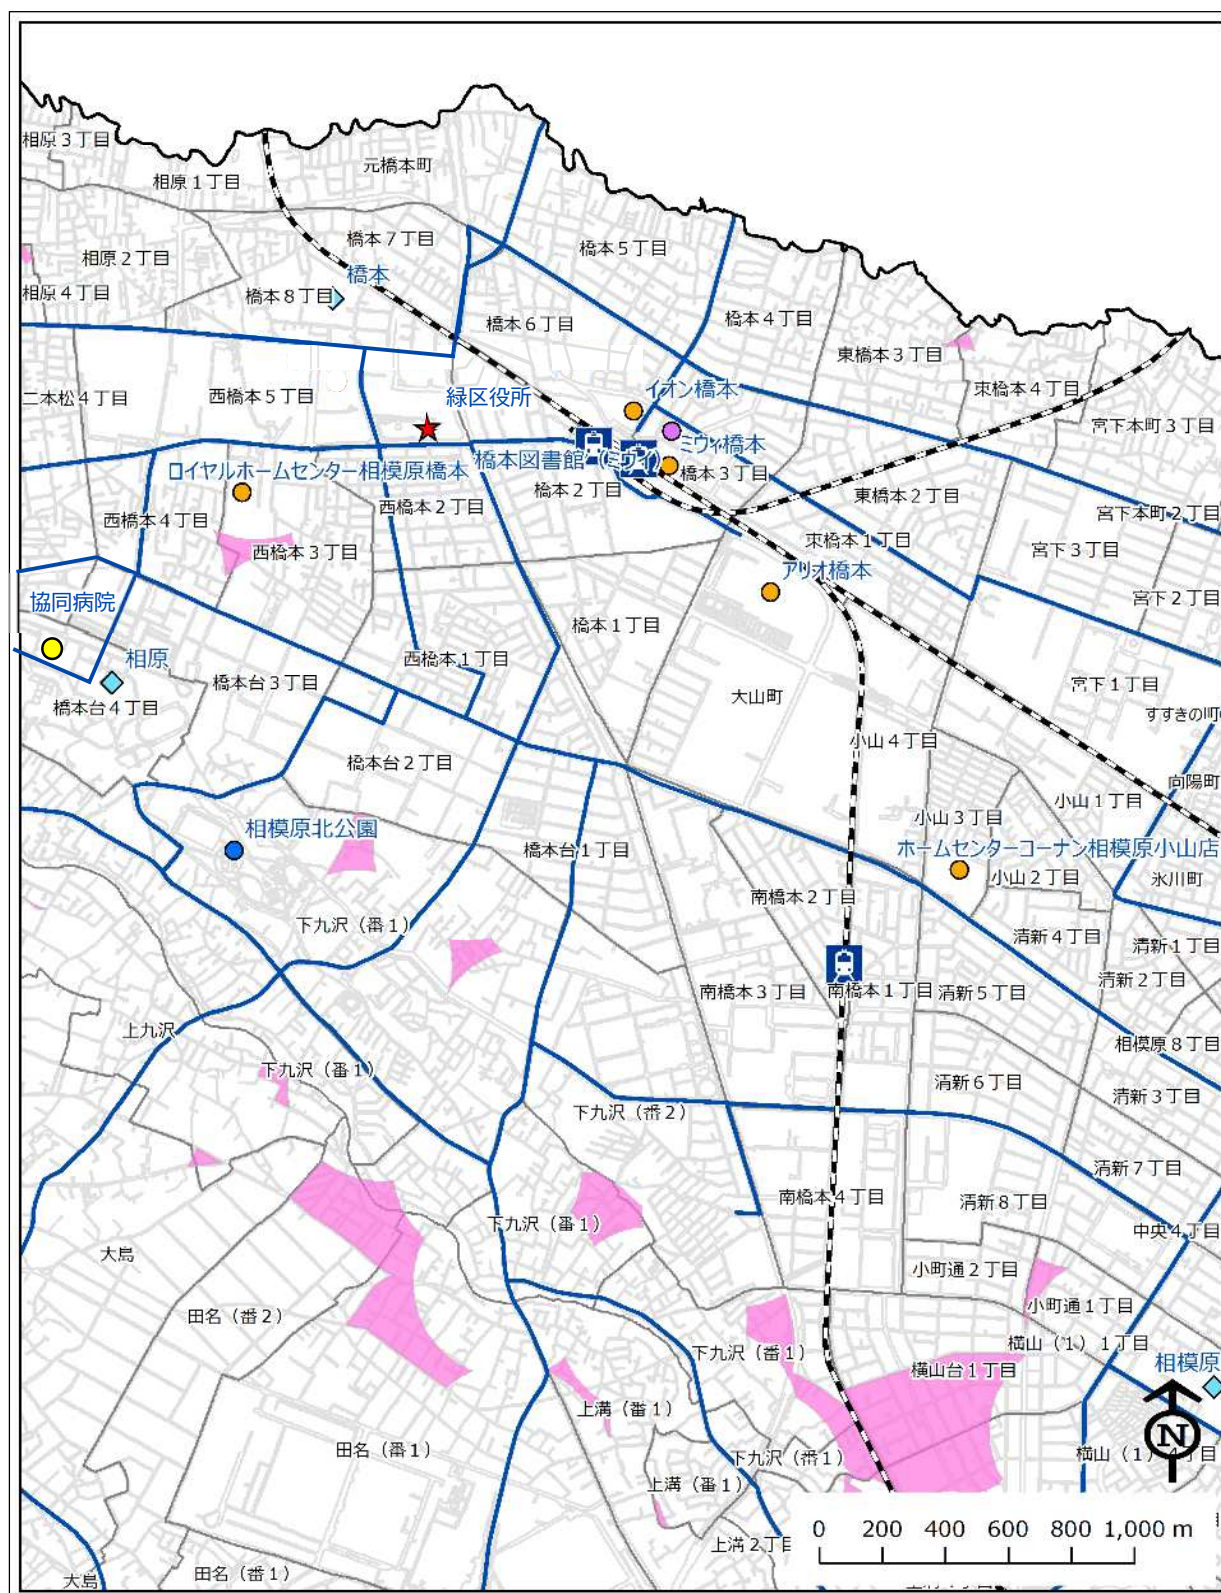 相原３丁目
元橋本町
相原１丁目
橋本７丁目
橋本５丁目
相原２丁目
橋本
相原４丁目
橋本８丁目
橋本６丁目
橋本４丁目
東橋本３丁目
東橋本４丁目
二本松４丁目
西橋本５丁目
緑区役所
イオン橋本
宮下本町３丁目
ミウィ橋本
ロイヤルホームセンター相模原橋本
橋本図書館（ミウィ）
橋本３丁目
橋本２丁目
東橋本２丁目
西橋本２丁目
宮下本町２丁目
西橋本４丁目
東橋本１丁目
西橋本３丁目
宮下３丁目
アリオ橋本
宮下２丁目
協同病院
橋本１丁目
相原
西橋本１丁目
橋本台３丁目
宮下１丁目
大山町
橋本台４丁目
すすきの町
小山４丁目
橋本台２丁目
向陽町
小山１丁目
小山３丁目
相模原北公園
橋本台１丁目
ホームセンターコーナン相模原小山店
小山２丁目
氷川町
南橋本２丁目
下九沢（番１）
清新４丁目
清新１丁目
清新２丁目
南橋本３丁目
南橋本１丁目
清新５丁目
上九沢
相模原８丁目
下九沢（番１）
清新６丁目
清新３丁目
下九沢（番２）
清新７丁目
南橋本４丁目
清新８丁目
下九沢（番１）
中央４丁目
大島
小町通２丁目
小町通１丁目
田名（番２）
横山（１）１丁目
下九沢（番１）
相模原
横山台１丁目
上溝（番１）
N
田名（番１）
下九沢（番１）
横山（１）４丁目
上溝（番１）
0 200 400 600 800 1,000 m
上溝２丁目
田名（番１）
大島